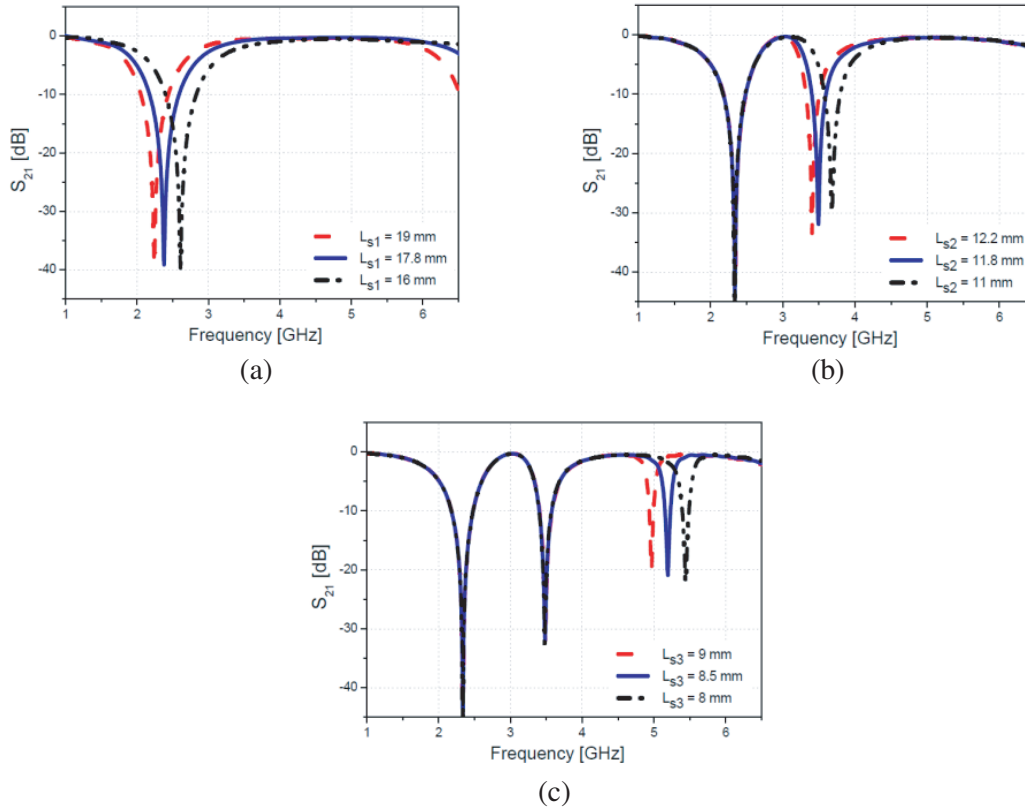 0
-10
-20
-30
-40
S21 [dB]
Ls1 = 19 mm
Ls1 = 17.8 mm
Ls1 = 16 mm
1 2 3 4 5 6
Frequency [GHz]
(a)
0
-10
-20
-30
-40
S21 [dB]
Ls2 = 12.2 mm
Ls2 = 11.8 mm
Ls2 = 11 mm
1 2 3 4 5 6
Frequency [GHz]
(b)
0
-10
-20
-30
-40
S21 [dB]
Ls3 = 9 mm
Ls3 = 8.5 mm
Ls3 = 8 mm
1 2 3 4 5 6
Frequency [GHz]
(c)